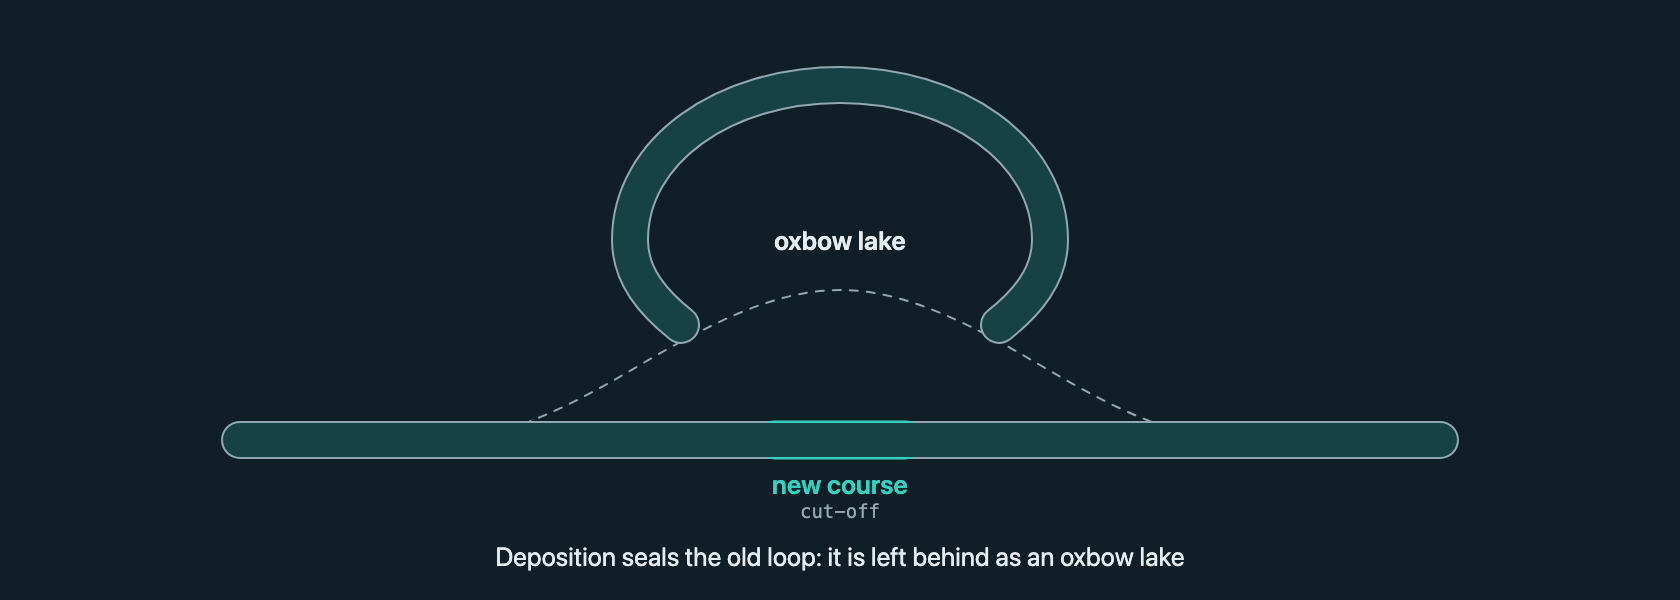 oxbow lake
new course
cut-off
Deposition seals the old loop: it is left behind as an oxbow lake